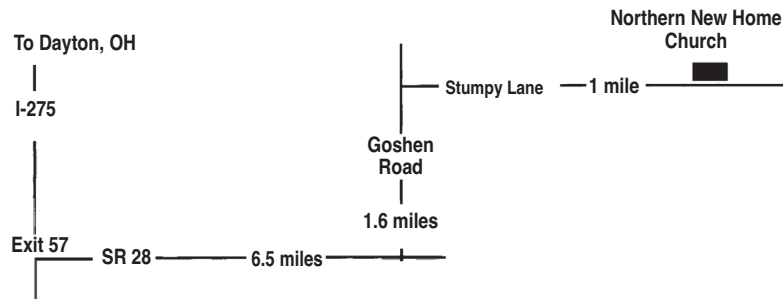 Northern New Home
Church
To Dayton, OH
Stumpy Lane
1 mile
I-275
Goshen
Road
1.6 miles
Exit 57
SR 28
6.5 miles